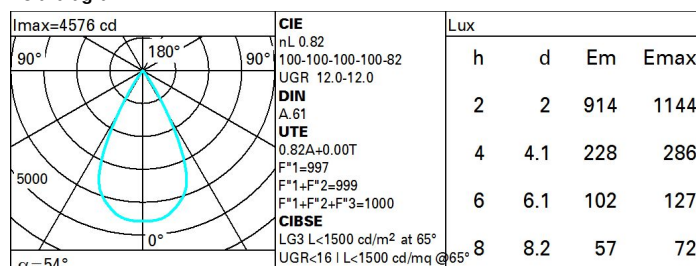 Imax=4576 cd
90°
180°
90°
5000
0°
α=54°
CIE
nL 0.82
100-100-100-100-82
UGR 12.0-12.0
DIN
A.61
UTE
0.82A+0.00T
F"1=997
F"1+F"2=999
F"1+F"2+F"3=1000
CIBSE
LG3 L<1500 cd/m² at 65°
UGR<16 | L<1500 cd/mq @65°
Lux
h d Em Emax
2 2 914 1144
4 4.1 228 286
6 6.1 102 127
8 8.2 57 72